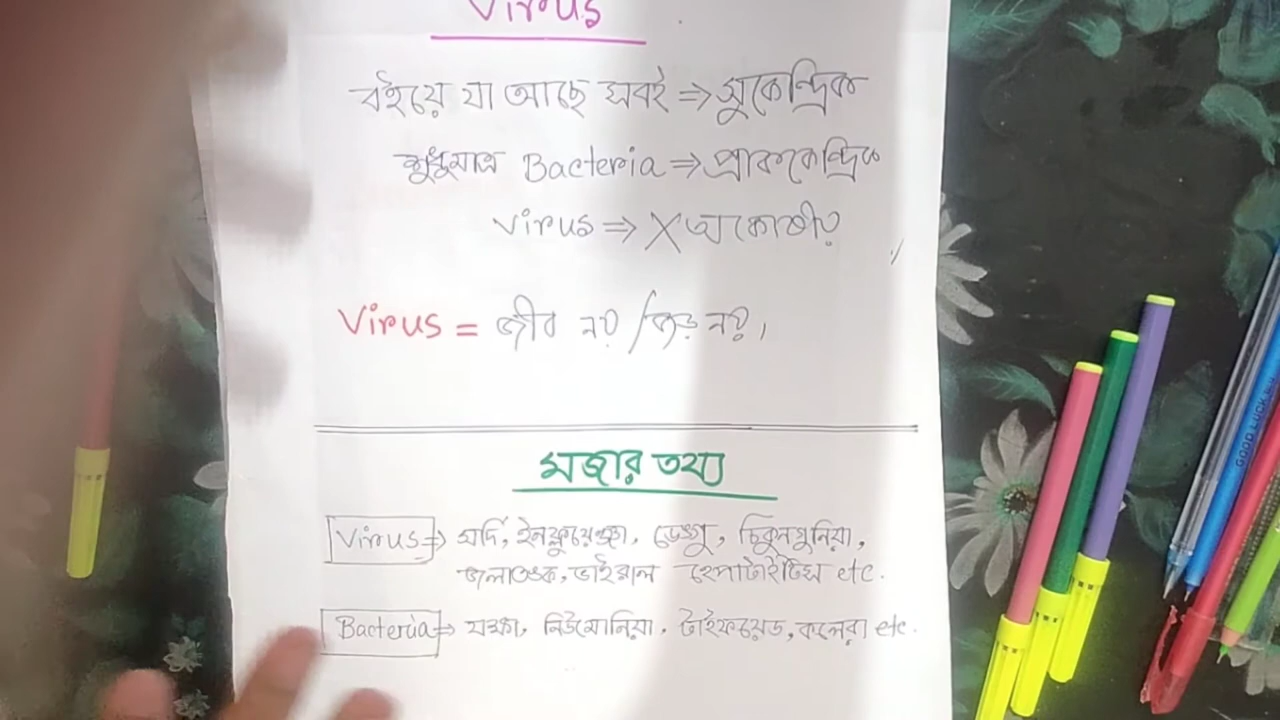 Virus
বইয়ে যা আছে সবই ⇒ সুকেন্দ্রিক
শুধুমাত্র Bacteria ⇒ প্রাককেন্দ্রিক
Virus ⇒ X অকোষীয়
Virus = জীব নয় / জড় নয়,
মজার তথ্য
Virus ⇒ সর্দি, ইনফ্লুয়েঞ্জা, ডেঙ্গু, চিকুনগুনিয়া,
জলাতঙ্ক, ভাইরাল হেপাটাইটিস etc.
Bacteria ⇒ যক্ষা, নিউমোনিয়া, টাইফয়েড, কলেরা etc.
GOOD LUCK